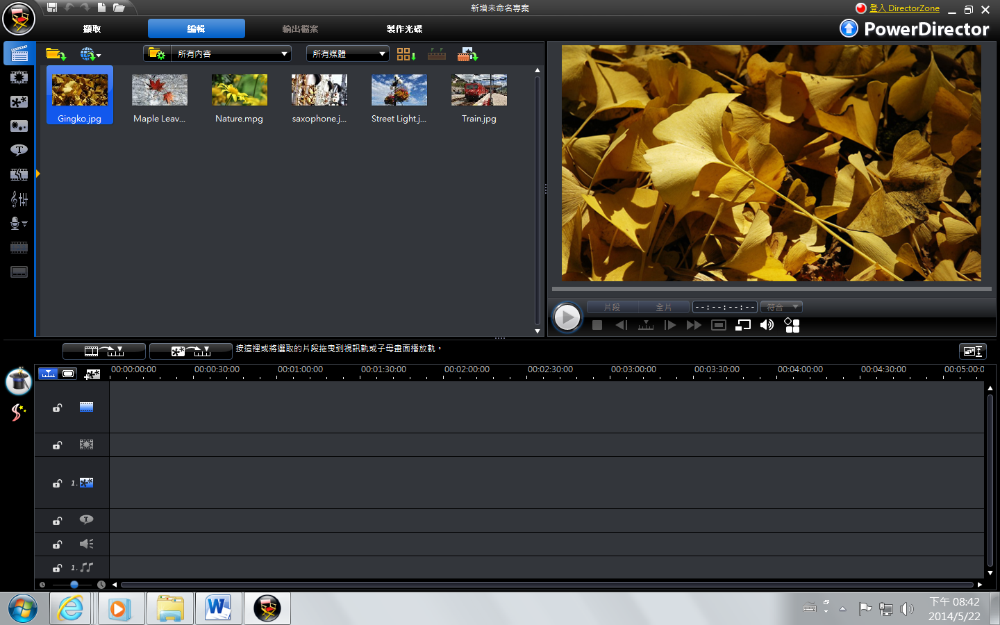 新增未命名專案
登入 DirectorZone
擷取
編輯
輸出檔案
製作光碟
PowerDirector
所有內容
所有媒體
Gingko.jpg
Maple Leav...
Nature.mpg
saxophone.j...
Street Light.j...
Train.jpg
片段
全片
--:--:--:--
符合
按這裡或將選取的片段拖曳到視訊軌或子母畫面播放軌。
00:00:00:00
00:00:30:00
00:01:00:00
00:01:30:00
00:02:00:00
00:02:30:00
00:03:00:00
00:03:30:00
00:04:00:00
00:04:30:00
00:05:00:0
1.
T
1.
下午 08:42
2014/5/22